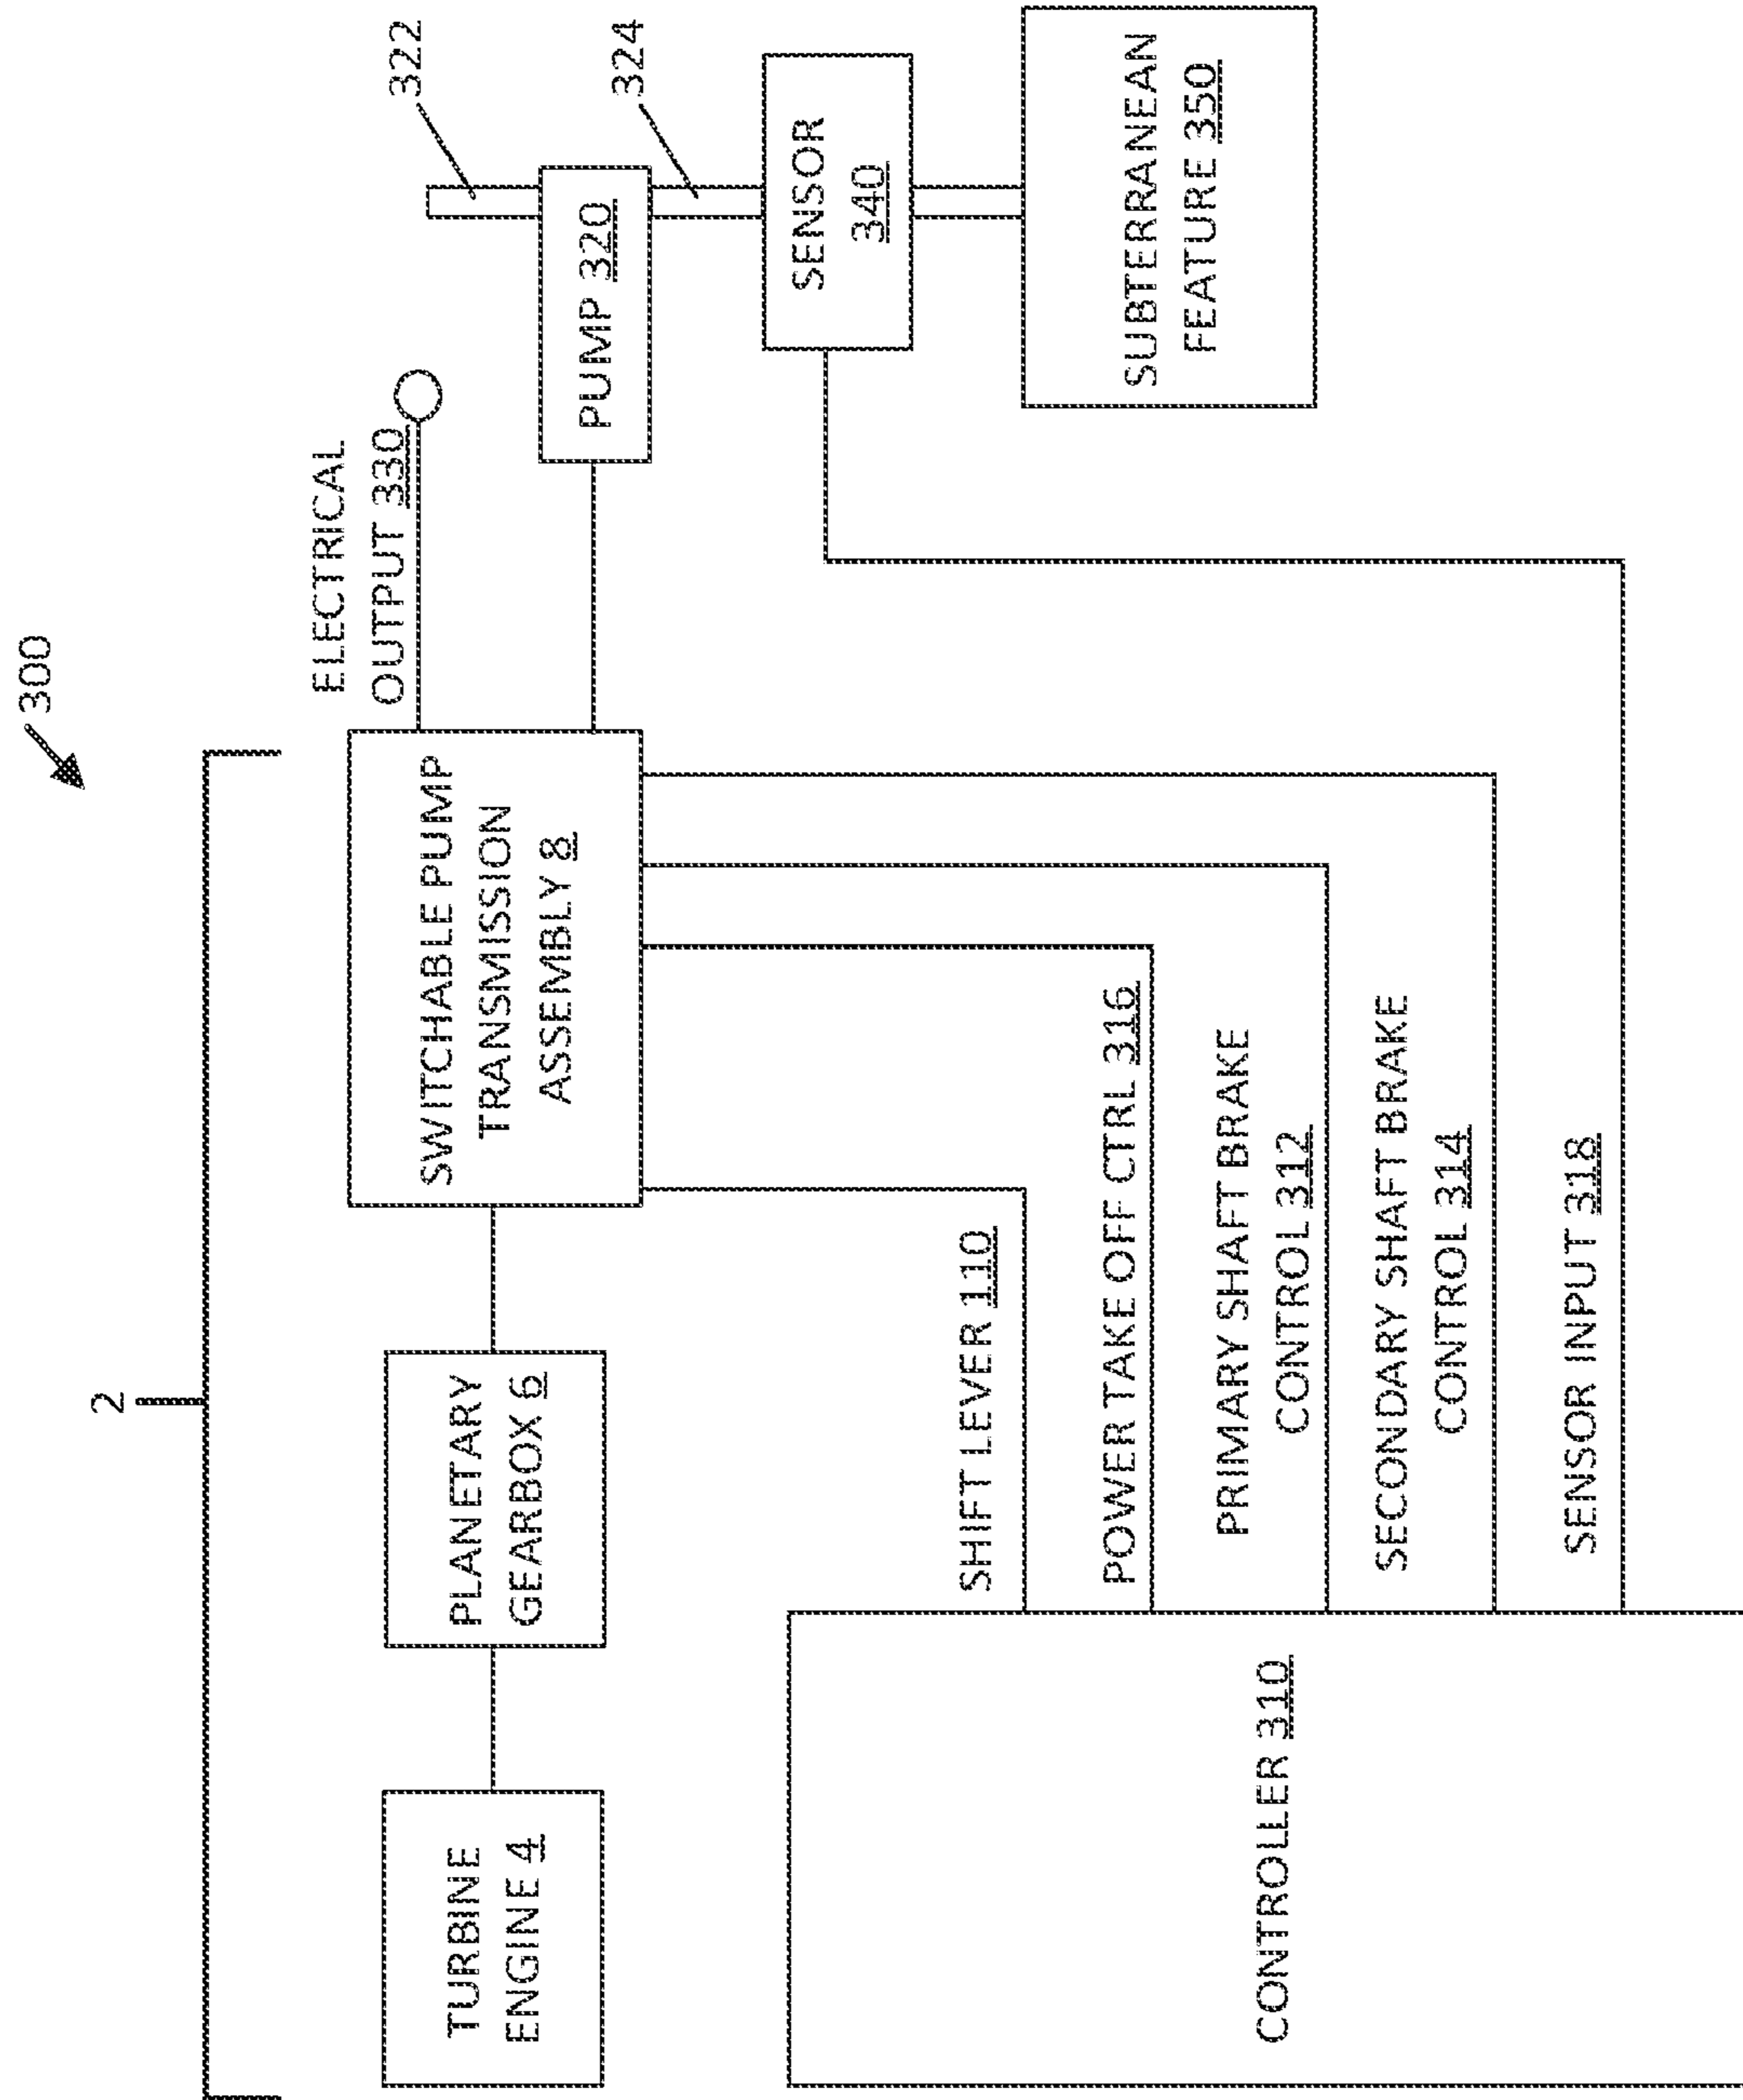 300
2
ELECTRICAL
OUTPUT 330
322
SWITCHABLE PUMP
TRANSMISSION
ASSEMBLY 8
PLANETARY
GEARBOX 6
TURBINE
ENGINE 4
PUMP 320
324
SENSOR
340
SUBTERRANEAN
FEATURE 350
SHIFT LEVER 110
POWER TAKE OFF CTRL 316
PRIMARY SHAFT BRAKE
CONTROL 312
SECONDARY SHAFT BRAKE
CONTROL 314
SENSOR INPUT 318
CONTROLLER 310